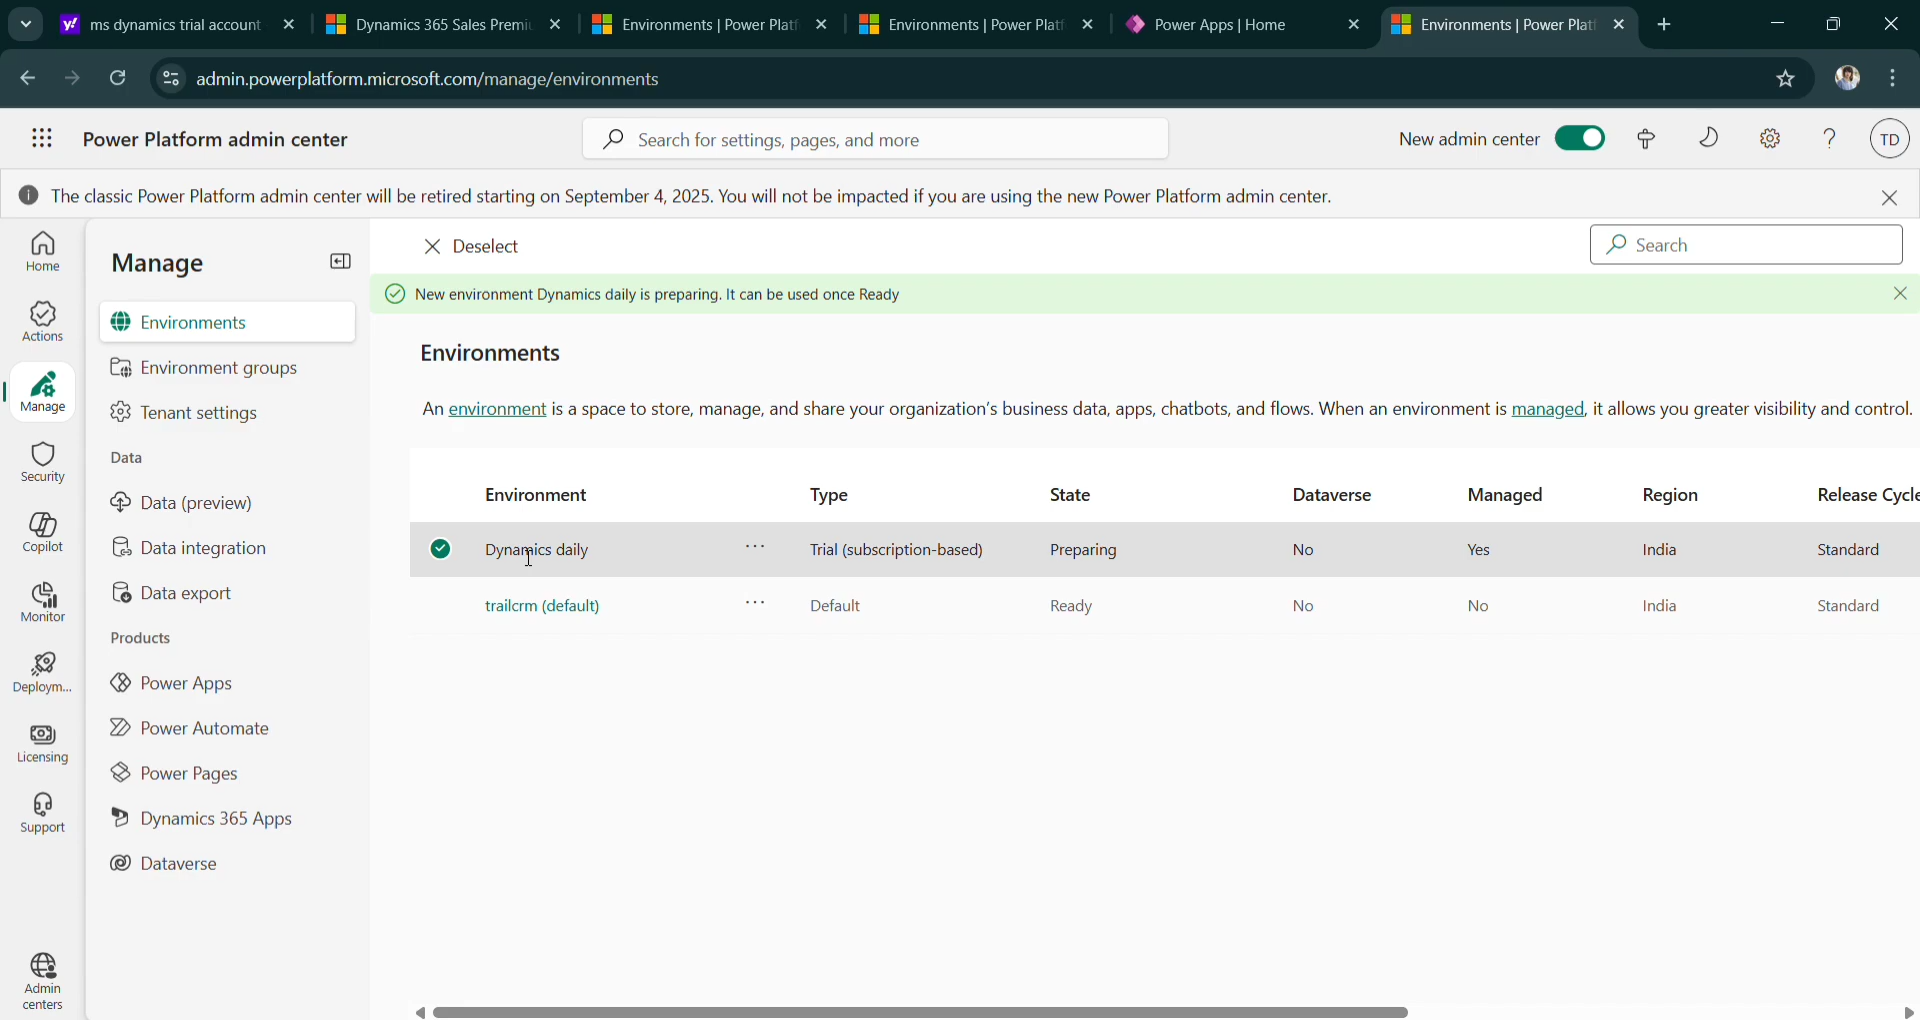 ms dynamics trial account
Dynamics 365 Sales Premi
Environments | Power Plat
Environments | Power Plat
Power Apps | Home
Environments | Power Plat
admin.powerplatform.microsoft.com/manage/environments
Power Platform admin center
Search for settings, pages, and more
New admin center
TD
The classic Power Platform admin center will be retired starting on September 4, 2025. You will not be impacted if you are using the new Power Platform admin center.
Home
Actions
Manage
Security
Copilot
Monitor
Deploym...
Licensing
Support
Admin
centers
Manage
Environments
Environment groups
Tenant settings
Data
Data (preview)
Data integration
Data export
Products
Power Apps
Power Automate
Power Pages
Dynamics 365 Apps
Dataverse
Deselect
Search
New environment Dynamics daily is preparing. It can be used once Ready
Environments
An environment is a space to store, manage, and share your organization's business data, apps, chatbots, and flows. When an environment is managed, it allows you greater visibility and control.
Environment Type State Dataverse Managed Region Release Cycle
Dynamics daily ... Trial (subscription-based) Preparing No Yes India Standard
trailcrm (default) ... Default Ready No No India Standard